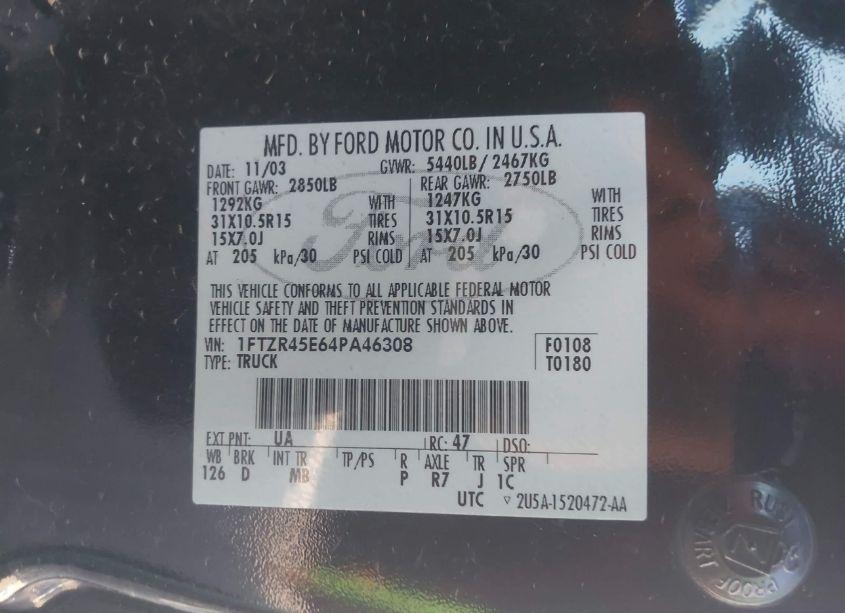 MFD. BY FORD MOTOR CO. IN U.S.A.
DATE: 11/03 GVWR: 5440LB/ 2467KG
FRONT GAWR: 2850LB REAR GAWR: 2750LB
1292KG WITH 1247KG WITH
31X10.5R15 TIRES 31X10.5R15 TIRES
15X7.0J RIMS 15X7.0J RIMS
AT 205 kPa/30 PSI COLD AT 205 kPa/30 PSI COLD
Ford
THIS VEHICLE CONFORMS TO ALL APPLICABLE FEDERAL MOTOR
VEHICLE SAFETY AND THEFT PREVENTION STANDARDS IN
EFFECT ON THE DATE OF MANUFACTURE SHOWN ABOVE.
VIN: 1FTZR45E64PA46308 F0108
TYPE: TRUCK T0180
EXT PNT: UA RC: 47 DSO:
WB BRK INT TR TP/PS R AXLE TR SPR
126 D MB P R7 J 1C
UTC ▽ 2U5A-1520472-AA
RUST
PROOF